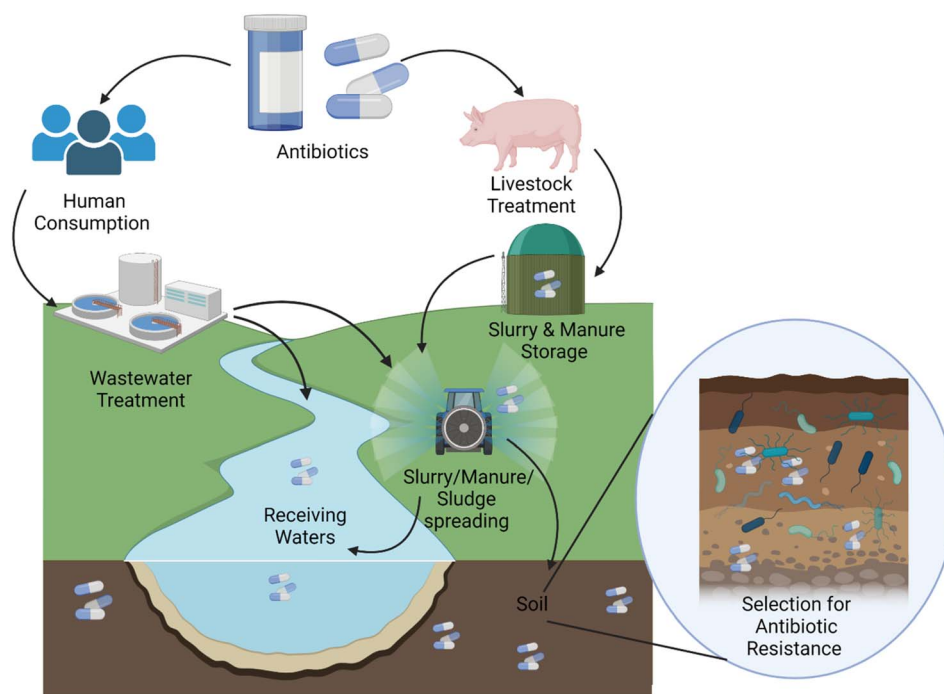 Antibiotics
Human
Consumption
Livestock
Treatment
Slurry & Manure
Storage
Wastewater
Treatment
Slurry/Manure/
Sludge
spreading
Receiving
Waters
Soil
Selection for
Antibiotic
Resistance